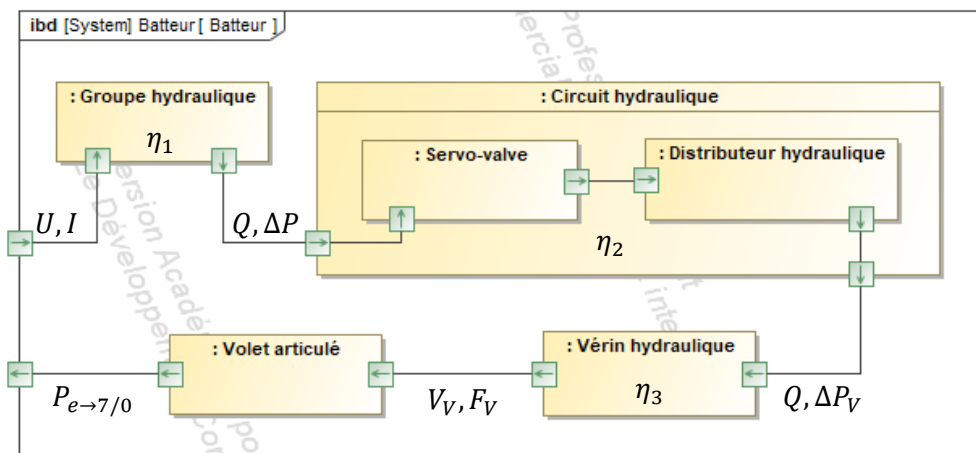 ibd [System] Batteur [ Batteur ]
: Groupe hydraulique
η₁
: Circuit hydraulique
: Servo-valve
: Distributeur hydraulique
η₂
U, I
Q, ΔP
: Volet articulé
: Vérin hydraulique
η₃
P_{e→7/0}
V_V, F_V
Q, ΔP_V